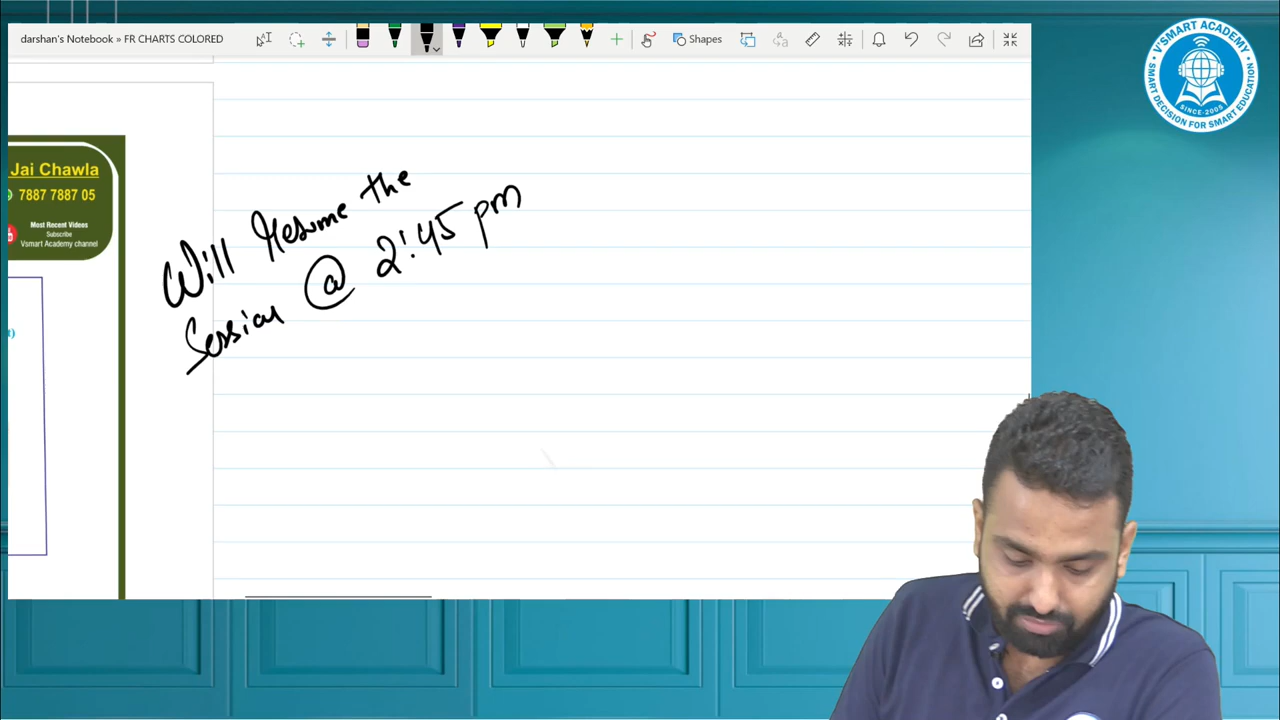 darshan's Notebook » FR CHARTS COLORED
Shapes
V'SMART ACADEMY
SINCE-2005
SMART DECISION FOR SMART EDUCATION
Jai Chawla
7887 7887 05
Most Recent Videos
Subscribe
Vsmart Academy channel
Will Resume the
Session @ 2:45 pm